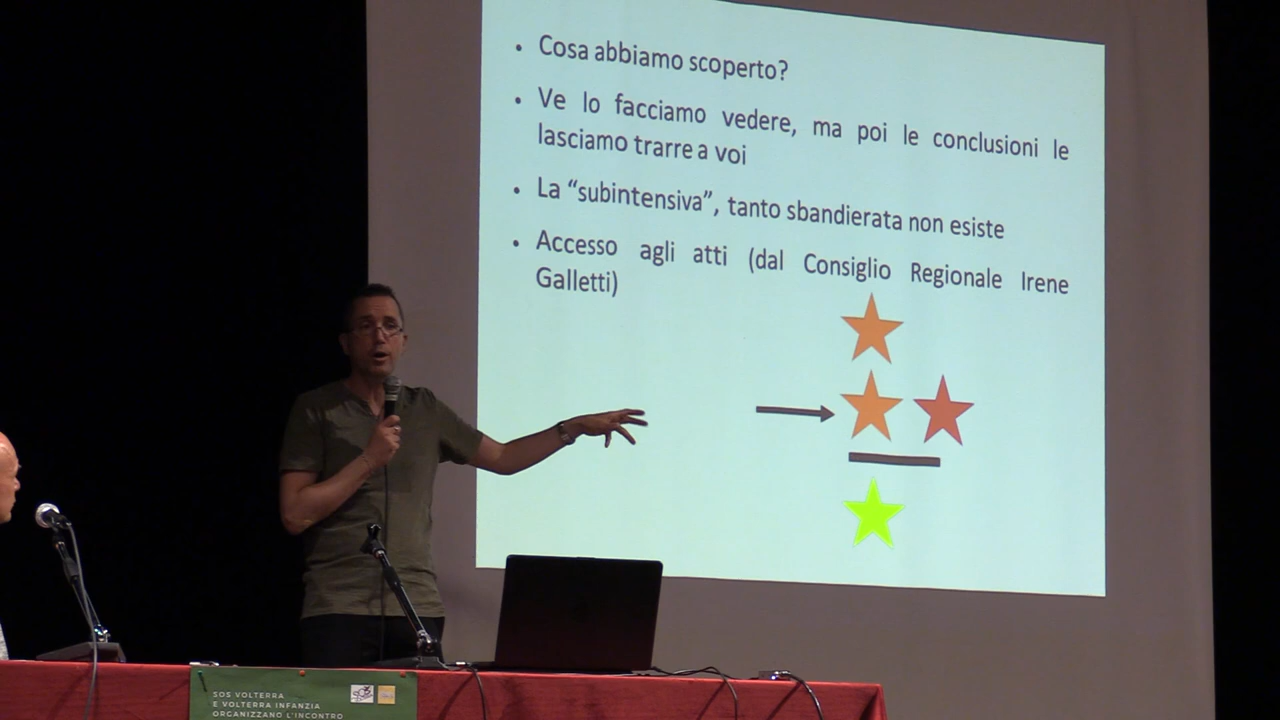 • Cosa abbiamo scoperto?
• Ve lo facciamo vedere, ma poi le conclusioni le
lasciamo trarre a voi
• La “subintensiva”, tanto sbandierata non esiste
• Accesso agli atti (dal Consiglio Regionale Irene
Galletti)
SOS VOLTERRA
E VOLTERRA INFANZIA
ORGANIZZANO L'INCONTRO